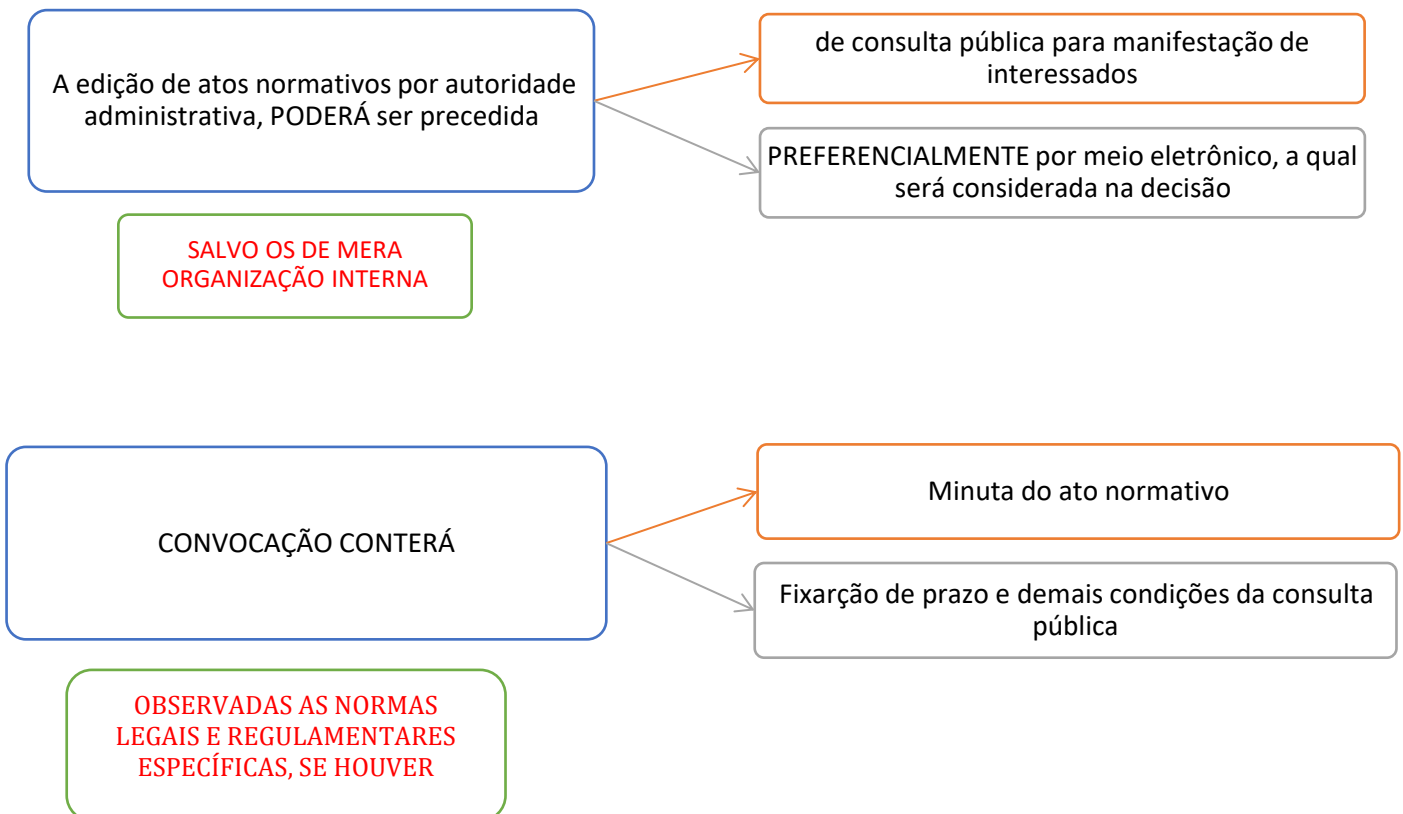 A edição de atos normativos por autoridade
administrativa, PODERÁ ser precedida
de consulta pública para manifestação de
interessados
PREFERENCIALMENTE por meio eletrônico, a qual
será considerada na decisão
SALVO OS DE MERA
ORGANIZAÇÃO INTERNA
CONVOCAÇÃO CONTERÁ
Minuta do ato normativo
Fixarção de prazo e demais condições da consulta
pública
OBSERVADAS AS NORMAS
LEGAIS E REGULAMENTARES
ESPECÍFICAS, SE HOUVER